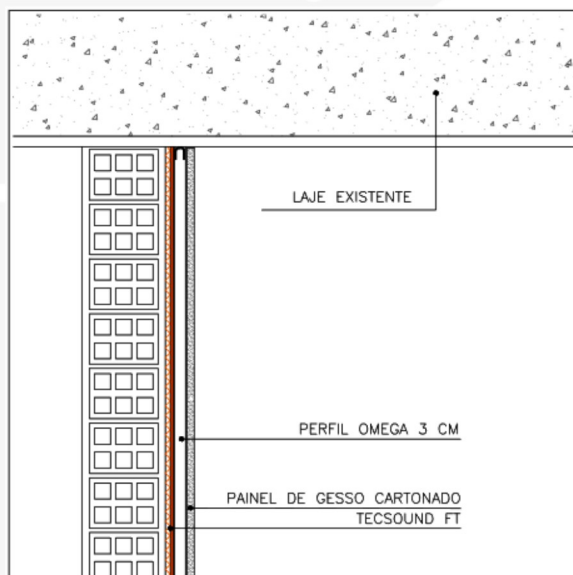 LAJE EXISTENTE
PERFIL OMEGA 3 CM
PAINEL DE GESSO CARTONADO
TECSOUND FT